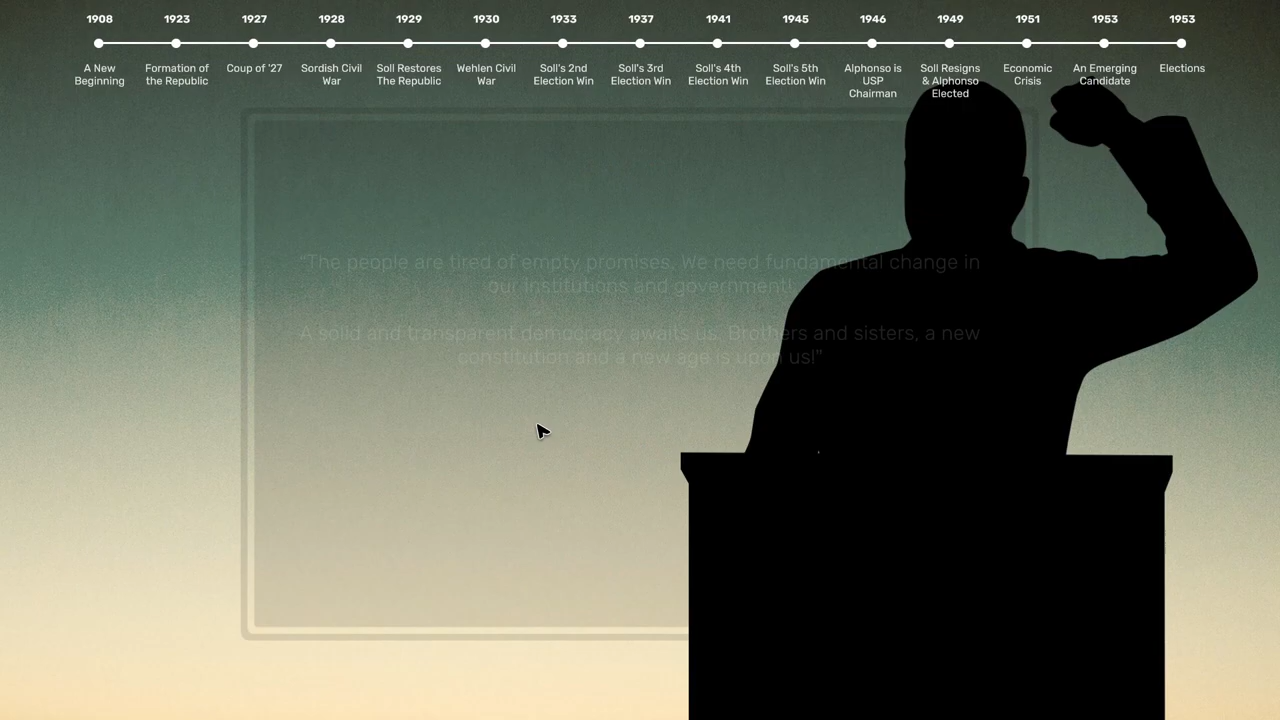 1908 1923 1927 1928 1929 1930 1933 1937 1941 1945 1946 1949 1951 1953 1953
A New Beginning
Formation of the Republic
Coup of '27
Sordish Civil War
Soll Restores The Republic
Wehlen Civil War
Soll's 2nd Election Win
Soll's 3rd Election Win
Soll's 4th Election Win
Soll's 5th Election Win
Alphonso is USP Chairman
Soll Resigns & Alphonso Elected
Economic Crisis
An Emerging Candidate
Elections
"The people are tired of empty promises. We need fundamental change in
our institutions and government!
A solid and transparent democracy awaits us. Brothers and sisters, a new
constitution and a new age is upon us!"